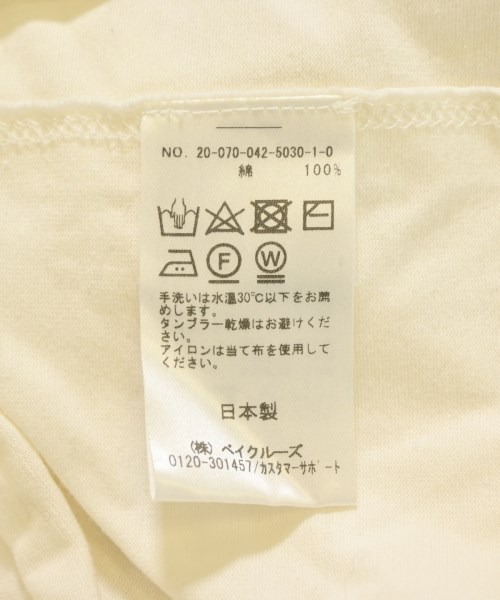 NO. 20-070-042-5030-1-0
綿 100%
F W
手洗いは水温30℃以下をお薦
めします。
タンブラー乾燥はお避けくだ
さい。
アイロンは当て布を使用して
ください。
日本製
(株) ベイクルーズ
0120-301457/カスタマーサポート